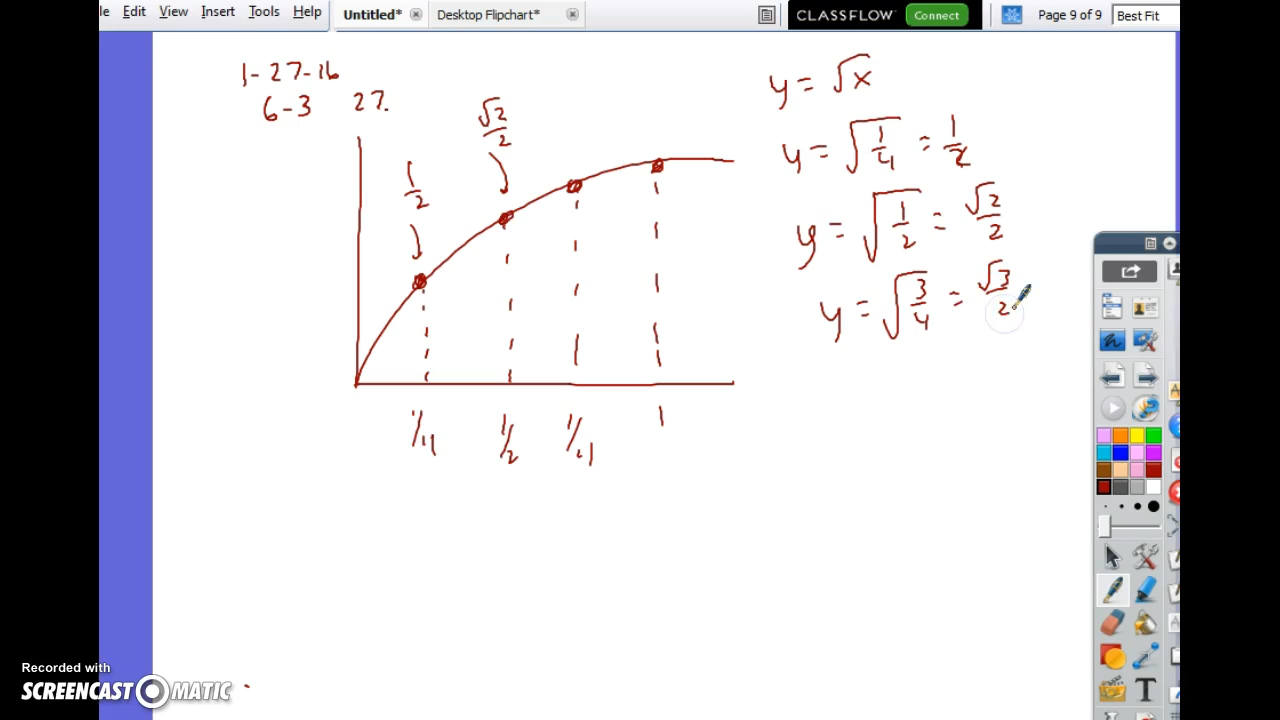 le Edit View Insert Tools Help Untitled* Desktop Flipchart* CLASSFLOW Connect Page 9 of 9 Best Fit
1-27-16
6-3 27.
y = √x
√2/2
y = √1/4 = 1/2
1/2
y = √1/2 = √2/2
y = √3/4 = √3/2
1/4 1/2 1/4 1
T
Recorded with
SCREENCAST O MATIC